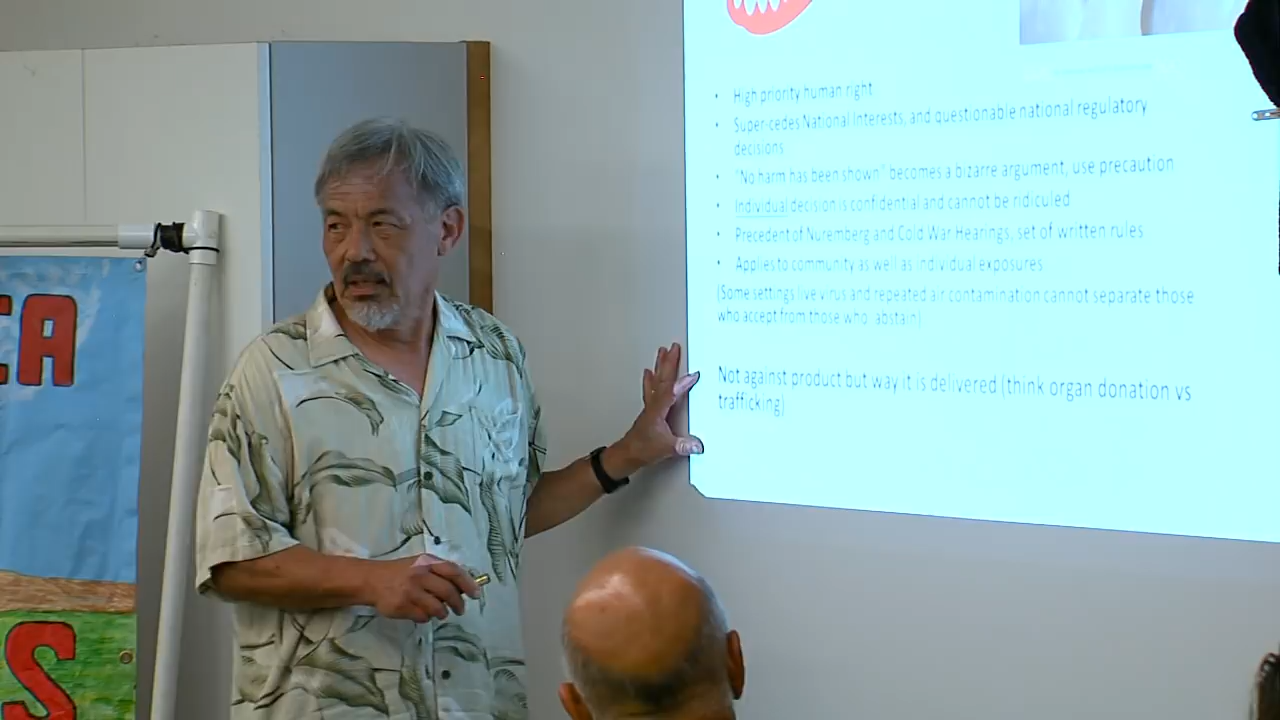 High priority human right
Super-cedes National Interests, and questionable national regulatory
decisions
"No harm has been shown" becomes a bizarre argument, use precaution
Individual decision is confidential and cannot be ridiculed
Precedent of Nuremberg and Cold War Hearings, set of written rules
Applies to community as well as individual exposures
(Some settings live virus and repeated air contamination cannot separate those
who accept from those who abstain)
Not against product but way it is delivered (think organ donation vs
trafficking)
CA
S